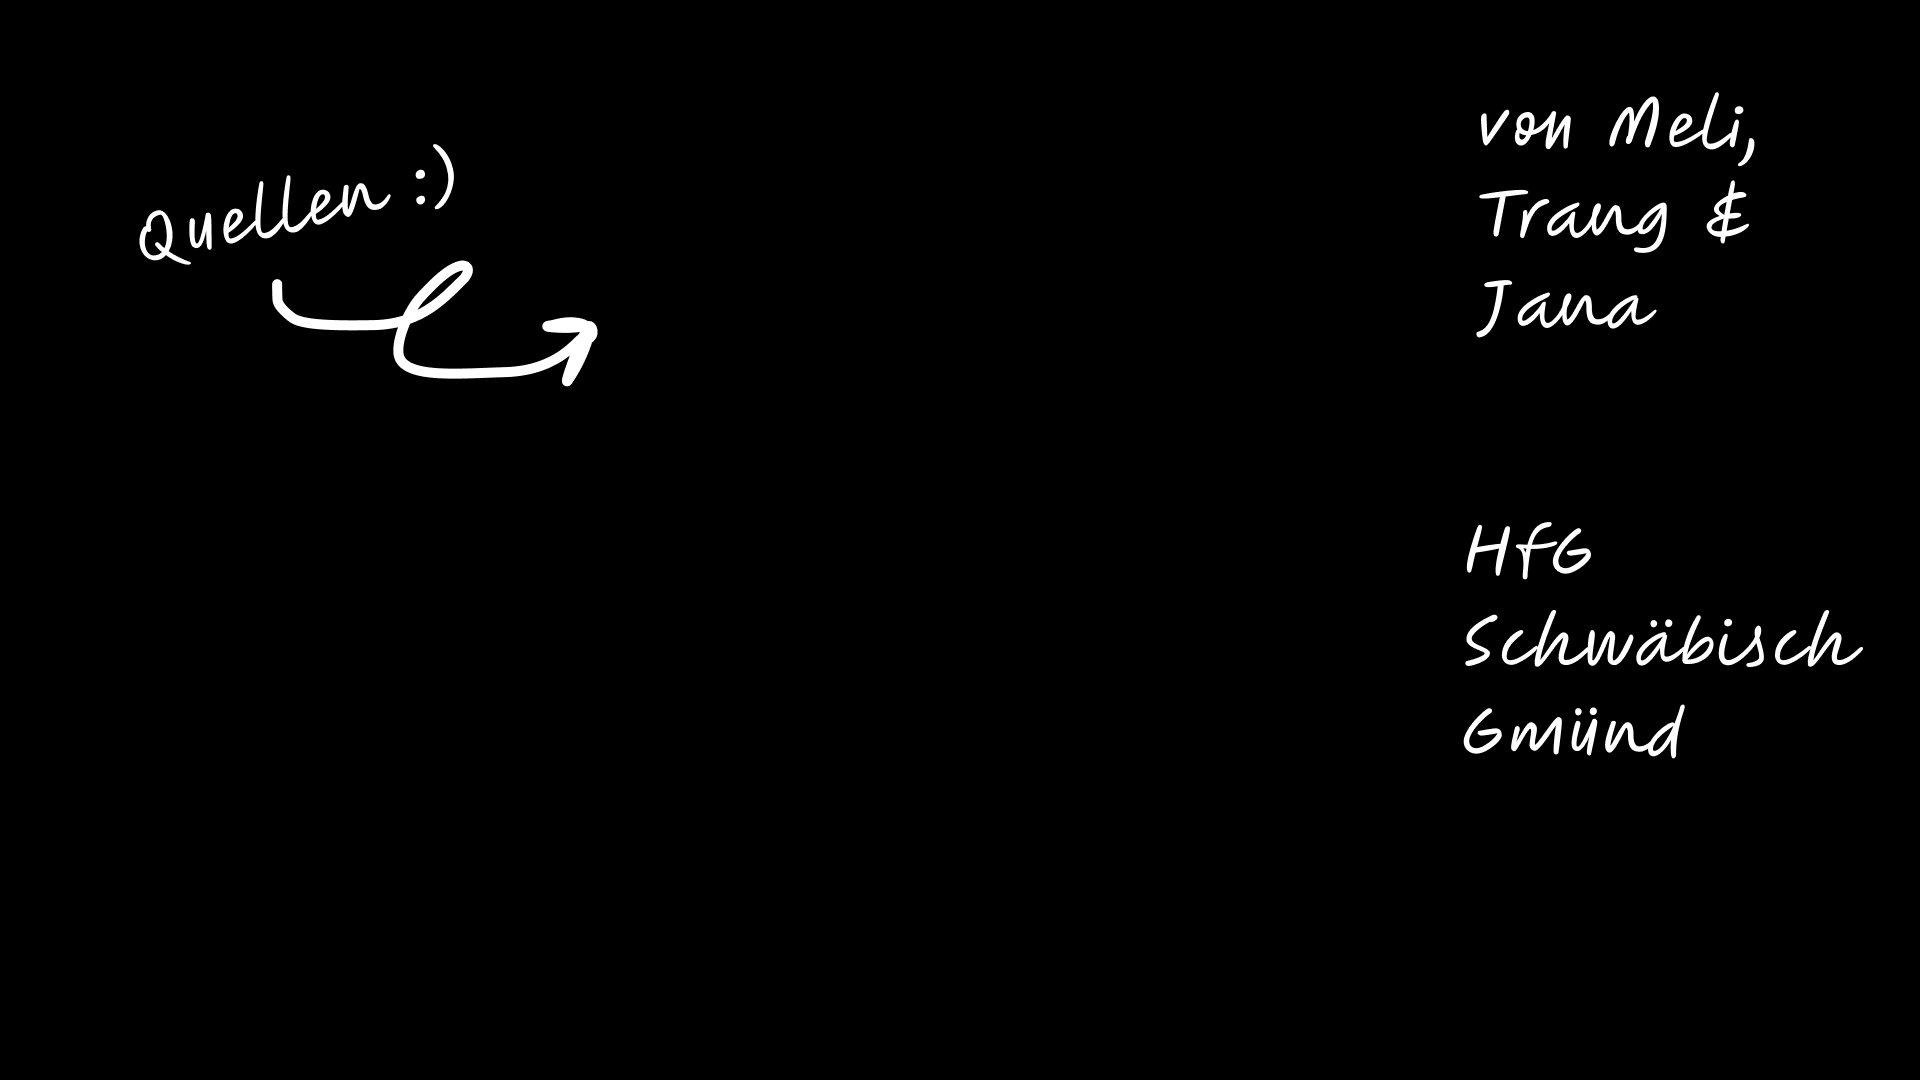 Quellen :)
von Meli,
Trang &
Jana
HfG
Schwäbisch
Gmünd